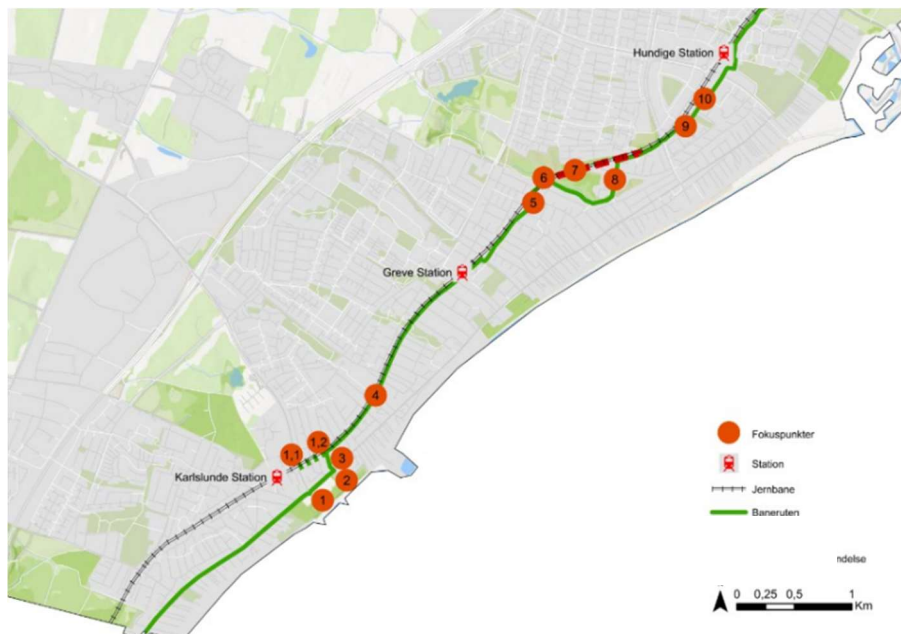 Hundige Station
10
9
7
6
8
5
Greve Station
4
1,2
1,1
3
Karlslunde Station
2
1
Fokuspunkter
Station
Jernbane
Baneruten
ndelse
0 0,25 0,5 1
Km